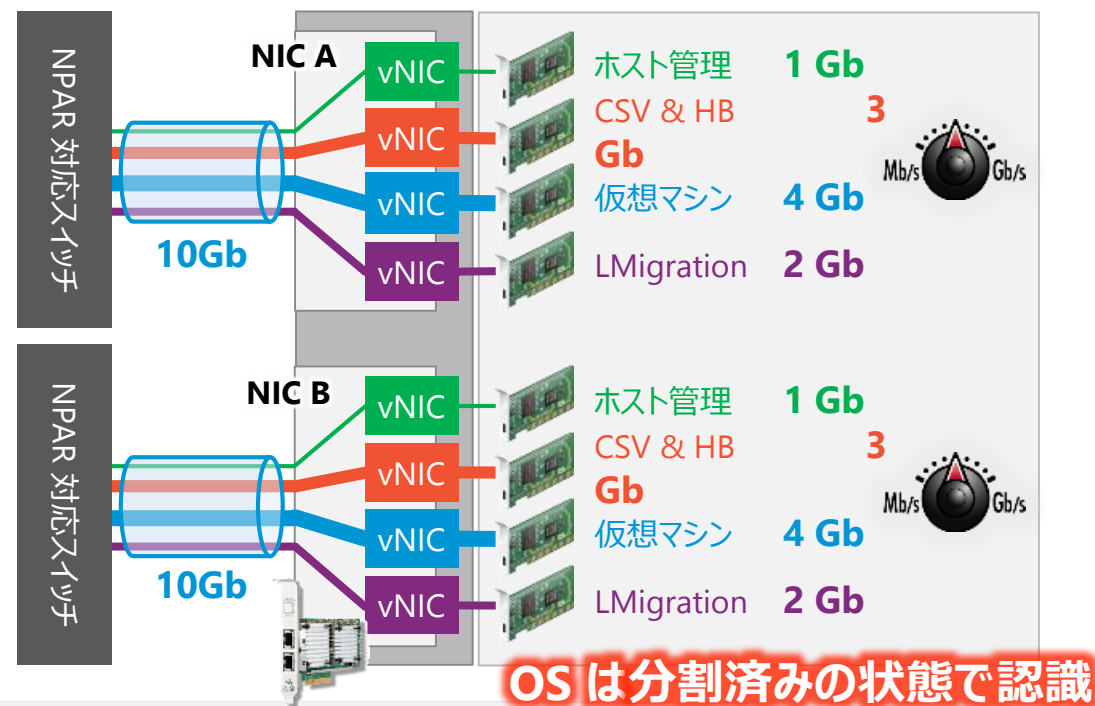 NPAR 対応スイッチ
NIC A
vNIC
vNIC
vNIC
vNIC
10Gb
ホスト管理 1 Gb
CSV & HB 3
Gb
仮想マシン 4 Gb
LMigration 2 Gb
Mb/s Gb/s
NPAR 対応スイッチ
NIC B
vNIC
vNIC
vNIC
vNIC
10Gb
ホスト管理 1 Gb
CSV & HB 3
Gb
仮想マシン 4 Gb
LMigration 2 Gb
Mb/s Gb/s
OS は分割済みの状態で認識